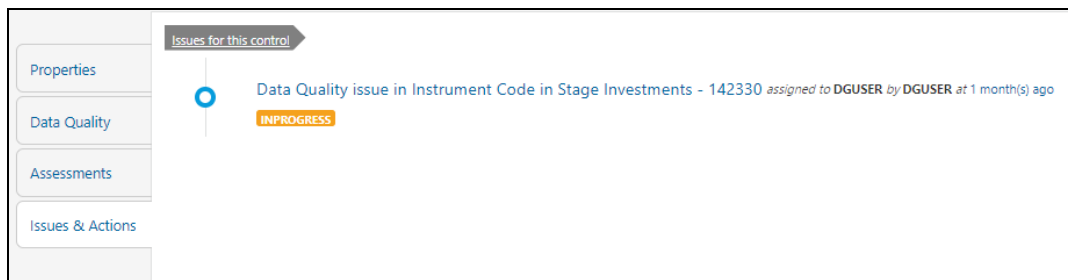 Issues for this control
Properties
Data Quality issue in Instrument Code in Stage Investments - 142330 assigned to DGUSER by DGUSER at 1 month(s) ago
INPROGRESS
Data Quality
Assessments
Issues & Actions